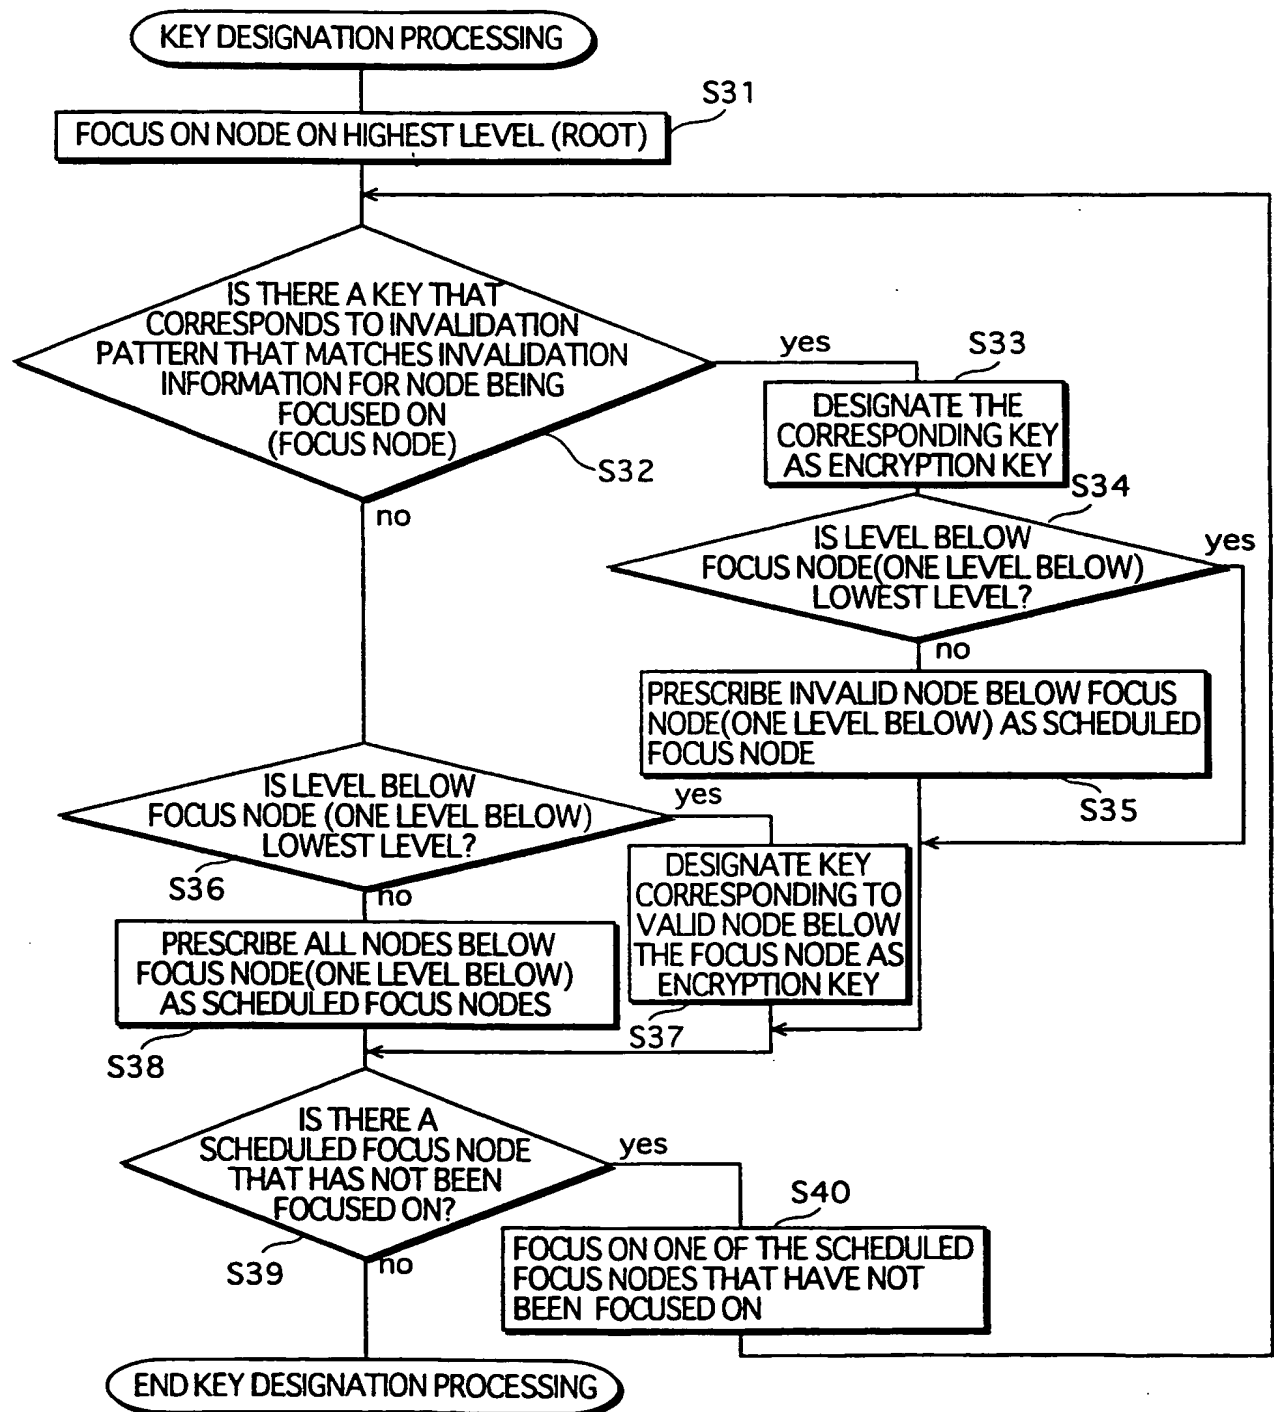 KEY DESIGNATION PROCESSING
S31
FOCUS ON NODE ON HIGHEST LEVEL (ROOT)
IS THERE A KEY THAT
CORRESPONDS TO INVALIDATION
PATTERN THAT MATCHES INVALIDATION
INFORMATION FOR NODE BEING
FOCUSED ON
(FOCUS NODE)
S32
yes
no
S33
DESIGNATE THE
CORRESPONDING KEY
AS ENCRYPTION KEY
S34
IS LEVEL BELOW
FOCUS NODE(ONE LEVEL BELOW)
LOWEST LEVEL?
yes
no
PRESCRIBE INVALID NODE BELOW FOCUS
NODE(ONE LEVEL BELOW) AS SCHEDULED
FOCUS NODE
S35
IS LEVEL BELOW
FOCUS NODE (ONE LEVEL BELOW)
LOWEST LEVEL?
yes
S36
no
DESIGNATE KEY
CORRESPONDING TO
VALID NODE BELOW
THE FOCUS NODE AS
ENCRYPTION KEY
S37
PRESCRIBE ALL NODES BELOW
FOCUS NODE(ONE LEVEL BELOW)
AS SCHEDULED FOCUS NODES
S38
IS THERE A
SCHEDULED FOCUS NODE
THAT HAS NOT BEEN
FOCUSED ON?
yes
S39
no
S40
FOCUS ON ONE OF THE SCHEDULED
FOCUS NODES THAT HAVE NOT
BEEN FOCUSED ON
END KEY DESIGNATION PROCESSING